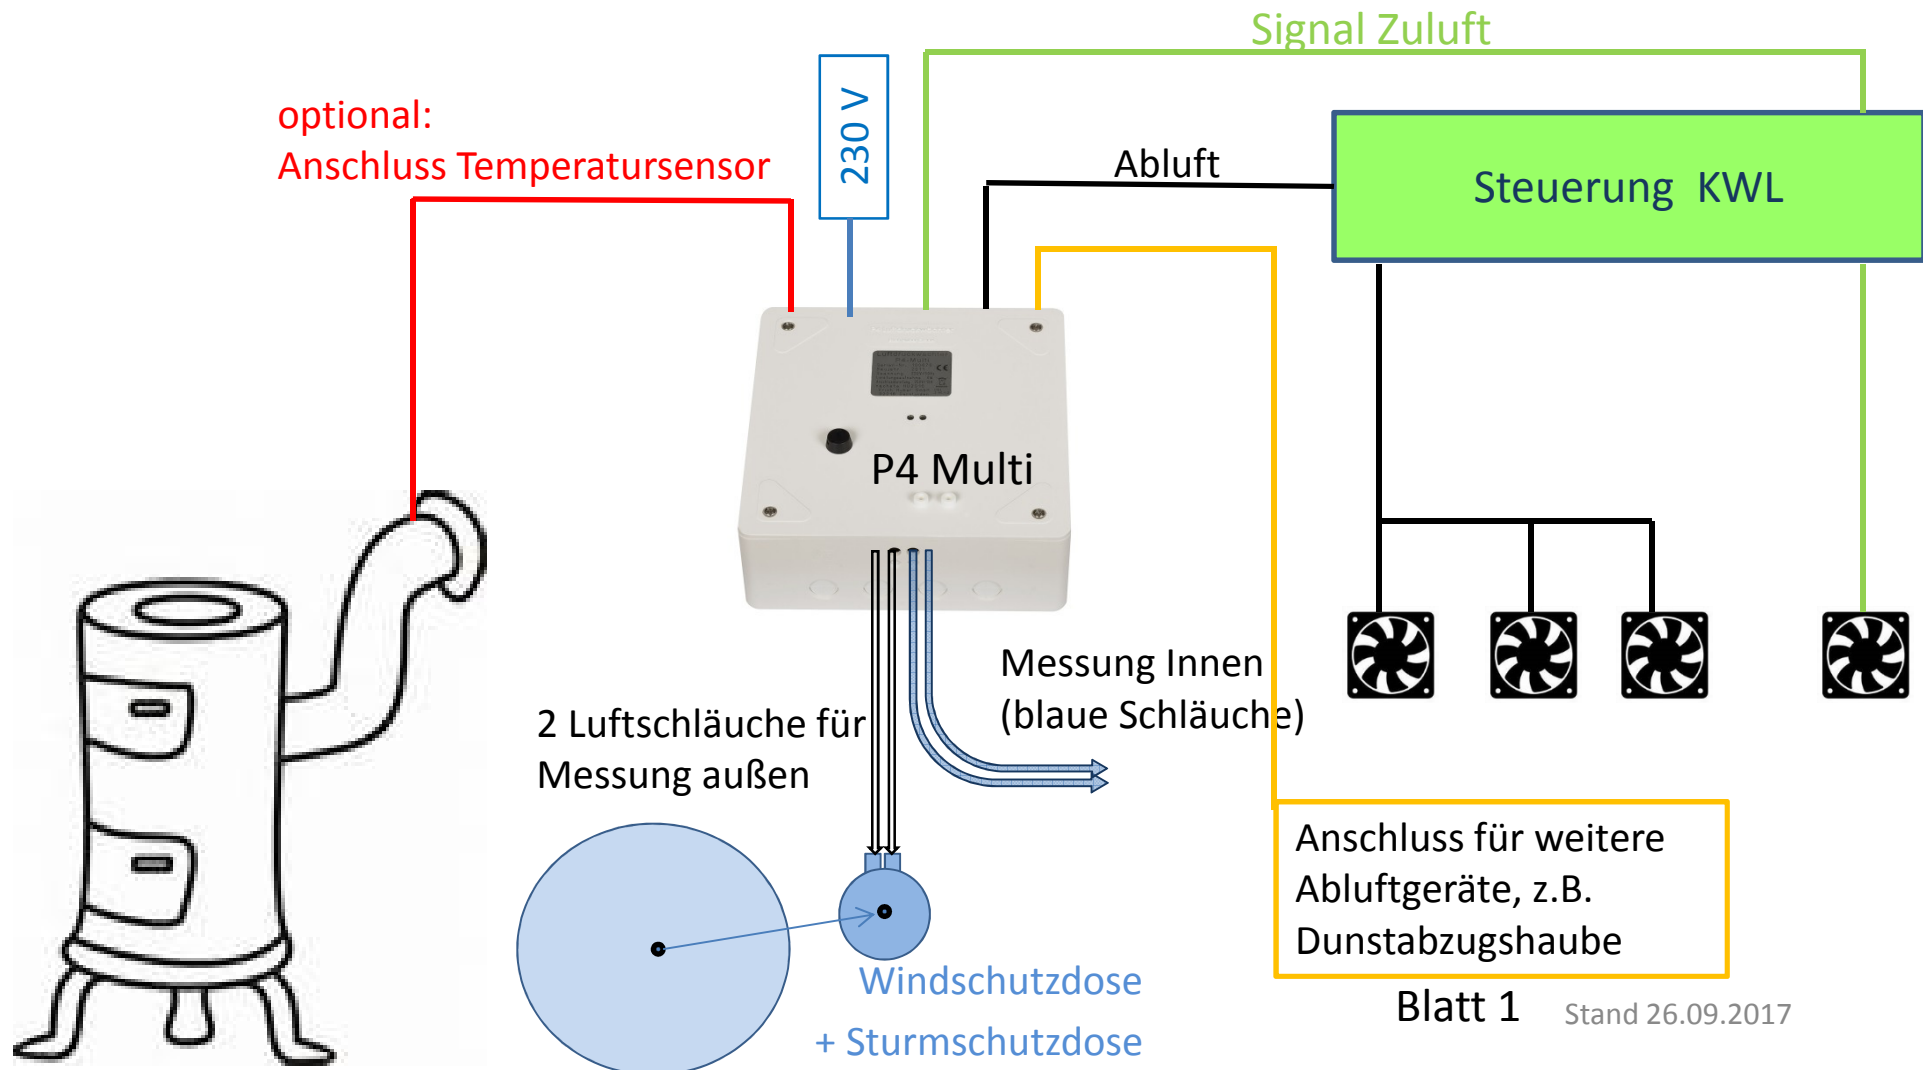 Signal Zuluft
optional:
Anschluss Temperatursensor
230 V
Abluft
Steuerung KWL
P4 Multi
Messung Innen
(blaue Schläuche)
2 Luftschläuche für
Messung außen
Anschluss für weitere
Abluftgeräte, z.B.
Dunstabzugshaube
Windschutzdose
+ Sturmschutzdose
Blatt 1
Stand 26.09.2017